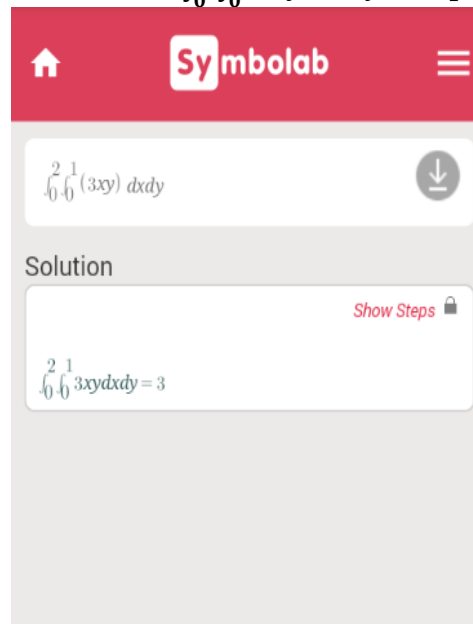 Symbolab
∫₀²∫₀¹(3xy) dxdy
Solution
Show Steps
∫₀²∫₀¹3xydxdy = 3